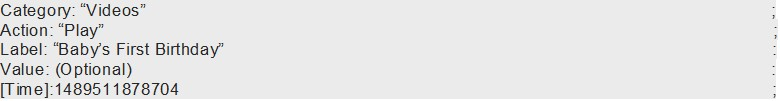 Category: “Videos” ;
Action: “Play” ;
Label: “Baby’s First Birthday” :
Value: (Optional) :
[Time]:1489511878704 ;